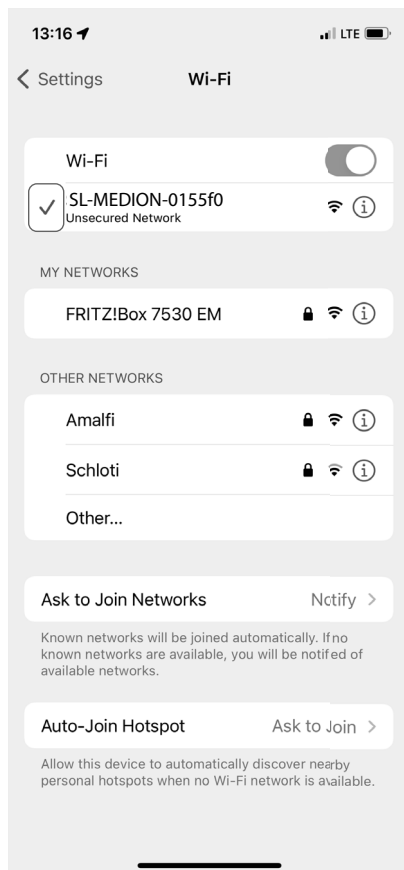 13:16
LTE
Settings
Wi-Fi
Wi-Fi
SL-MEDION-0155f0
Unsecured Network
MY NETWORKS
FRITZ!Box 7530 EM
OTHER NETWORKS
Amalfi
Schloti
Other...
Ask to Join Networks Notify
Known networks will be joined automatically. If no
known networks are available, you will be notifed of
available networks.
Auto-Join Hotspot Ask to Join
Allow this device to automatically discover nearby
personal hotspots when no Wi-Fi network is available.